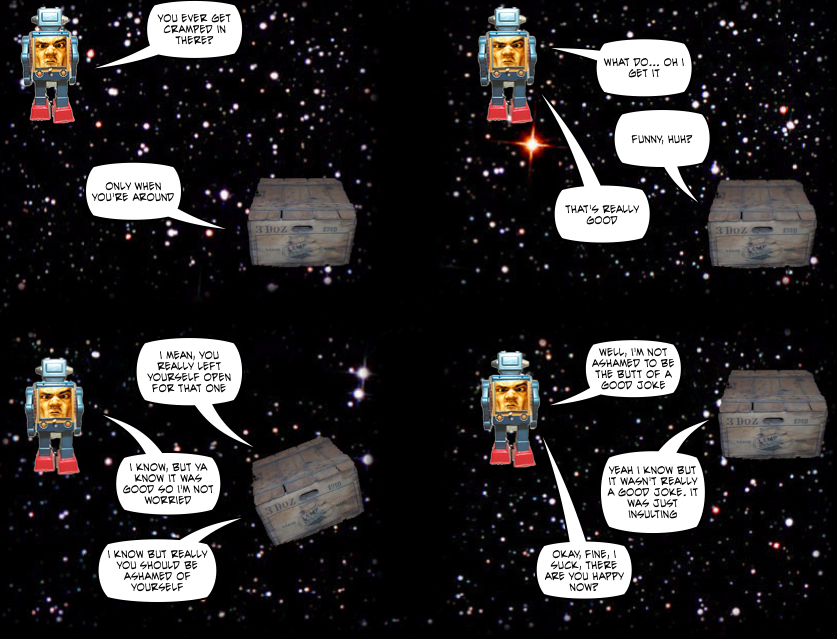 YOU EVER GET
CRAMPED IN
THERE?
ONLY WHEN
YOU'RE AROUND
3 DOZ
WHAT DO... OH I
GET IT
FUNNY, HUH?
THAT'S REALLY
GOOD
3 DOZ
I MEAN, YOU
REALLY LEFT
YOURSELF OPEN
FOR THAT ONE
I KNOW, BUT YA
KNOW IT WAS
GOOD SO I'M NOT
WORRIED
I KNOW BUT REALLY
YOU SHOULD BE
ASHAMED OF
YOURSELF
3 DOZ
WELL, I'M NOT
ASHAMED TO BE
THE BUTT OF A
GOOD JOKE
YEAH I KNOW BUT
IT WASN'T REALLY
A GOOD JOKE. IT
WAS JUST
INSULTING
OKAY, FINE, I
SUCK, THERE
ARE YOU HAPPY
NOW?
3 DOZ